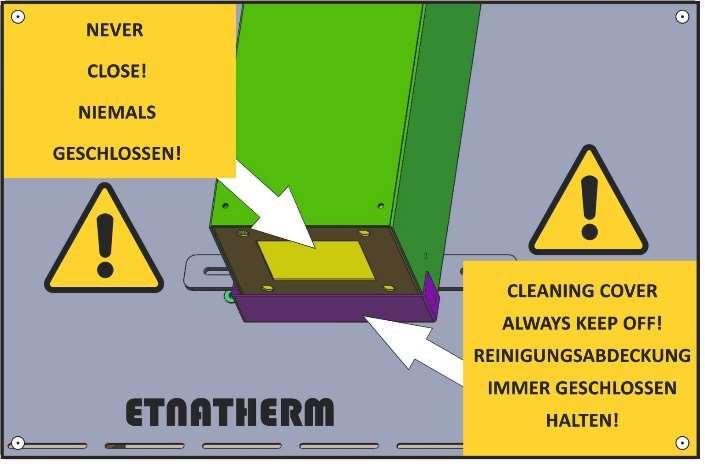 NEVER
CLOSE!
NIEMALS
GESCHLOSSEN!
CLEANING COVER
ALWAYS KEEP OFF!
REINIGUNGSABDECKUNG
IMMER GESCHLOSSEN
HALTEN!
ETNATHERM